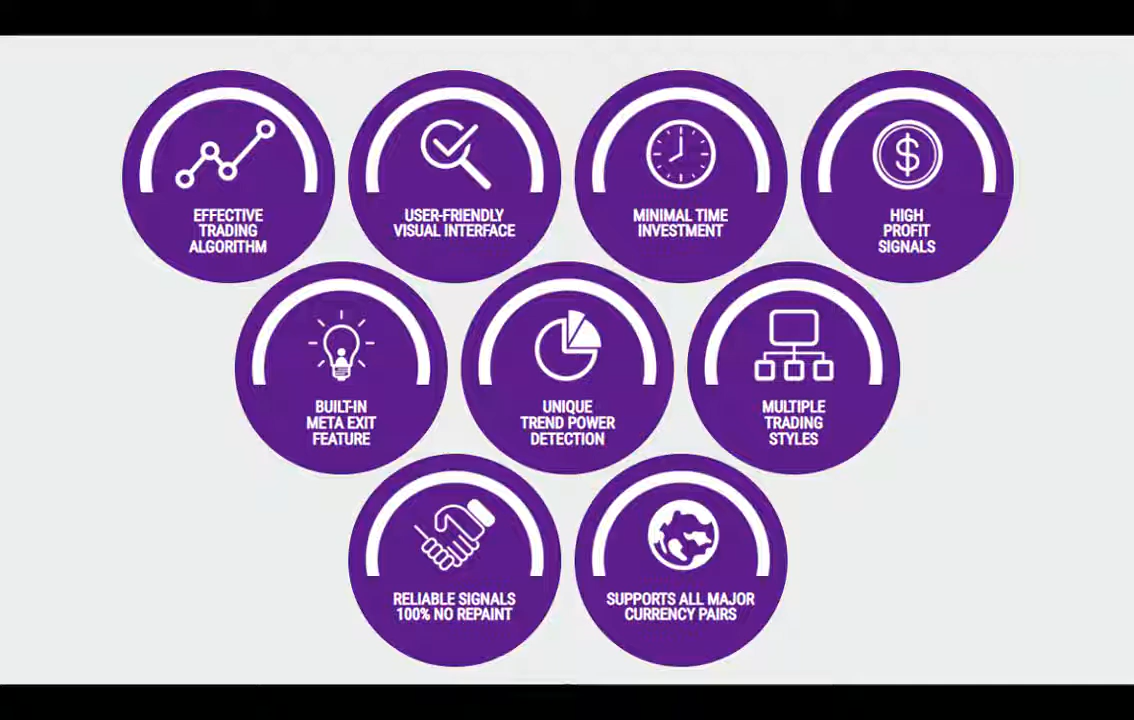 EFFECTIVE
TRADING
ALGORITHM
USER-FRIENDLY
VISUAL INTERFACE
MINIMAL TIME
INVESTMENT
HIGH
PROFIT
SIGNALS
BUILT-IN
META EXIT
FEATURE
UNIQUE
TREND POWER
DETECTION
MULTIPLE
TRADING
STYLES
RELIABLE SIGNALS
100% NO REPAINT
SUPPORTS ALL MAJOR
CURRENCY PAIRS